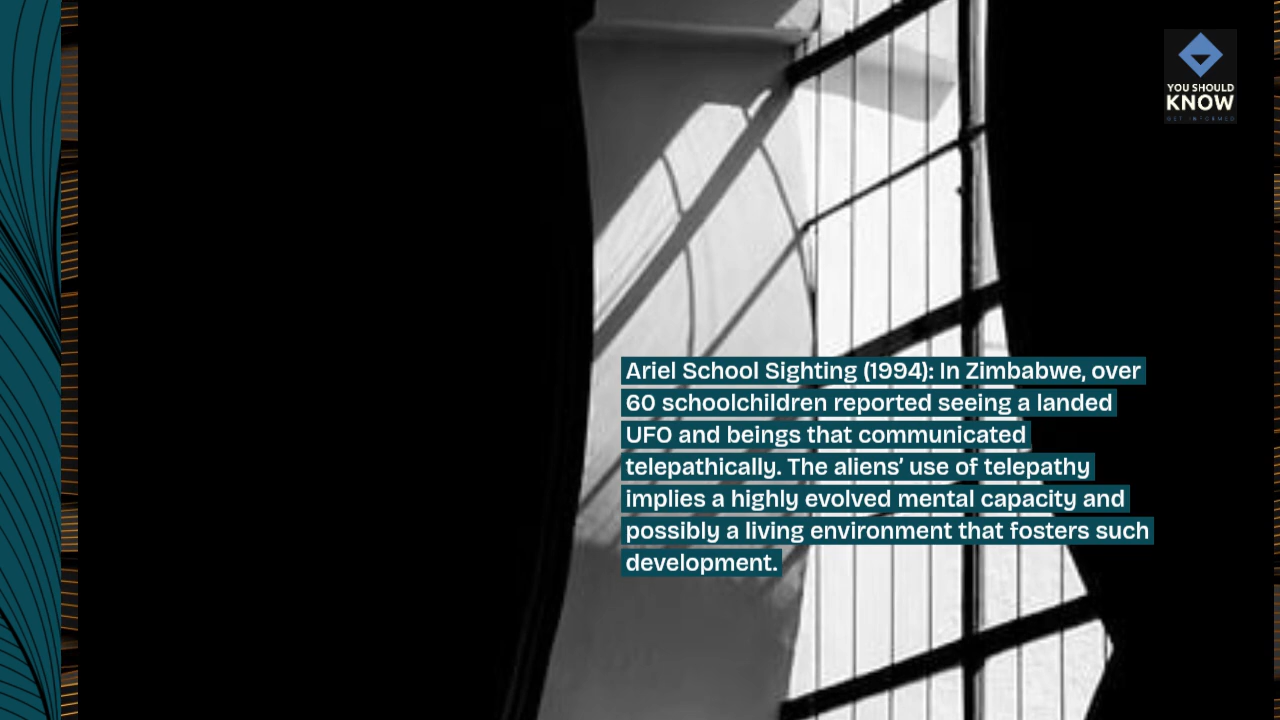 YOU SHOULD
KNOW
GET INFORMED
Ariel School Sighting (1994): In Zimbabwe, over
60 schoolchildren reported seeing a landed
UFO and beings that communicated
telepathically. The aliens’ use of telepathy
implies a highly evolved mental capacity and
possibly a living environment that fosters such
development.